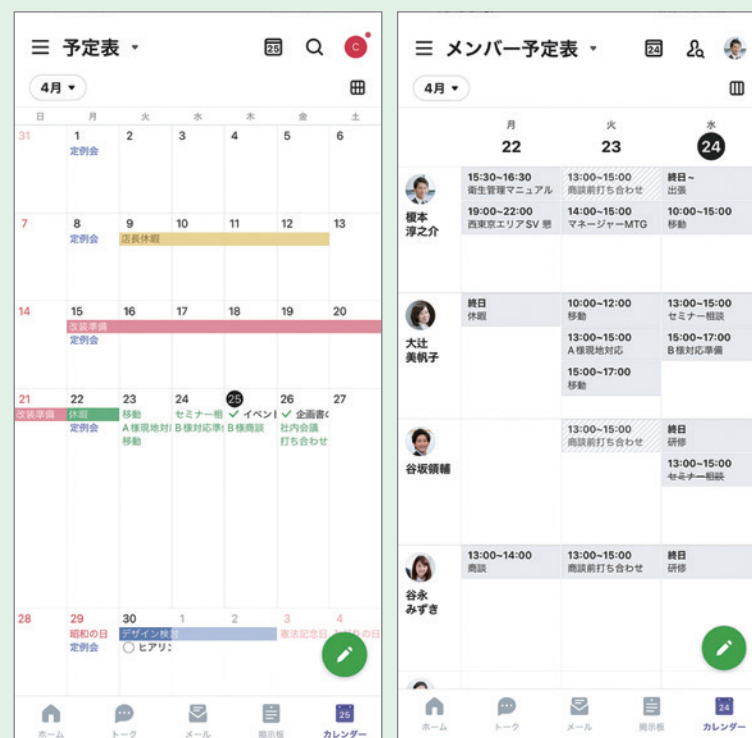 予定表
25
C
4月
日 月 火 水 木 金 土
31 1 2 3 4 5 6
定例会
7 8 9 10 11 12 13
定例会 店長休暇
14 15 16 17 18 19 20
改装準備
定例会
21 22 23 24 25 26 27
改装準備 休暇 移動 セミナー相 イベント 企画書の
定例会 A様現地対応 B様対応準備 B様商談 社内会議
移動 打ち合わせ
28 29 30 1 2 3 4
昭和の日 デザイン検討 憲法記念日 の日
定例会 ヒアリン
ホーム トーク メール 掲示板 25 カレンダー
メンバー予定表
24
4月
月 火 水
22 23 24
榎本
淳之介
15:30~16:30 13:00~15:00 終日~
衛生管理マニュアル 商談前打ち合わせ 出張
19:00~22:00 14:00~15:00 10:00~15:00
西東京エリアSV 懇 マネージャーMTG 移動
大辻
美帆子
終日 10:00~12:00 13:00~15:00
休暇 移動 セミナー相談
13:00~15:00 15:00~17:00
A様現地対応 B様対応準備
15:00~17:00
移動
谷坂領輔
13:00~15:00 終日
商談前打ち合わせ 研修
13:00~15:00
セミナー相談
谷永
みずき
13:00~14:00 13:00~15:00 終日
商談 商談前打ち合わせ 研修
ホーム トーク メール 掲示板 24 カレンダー